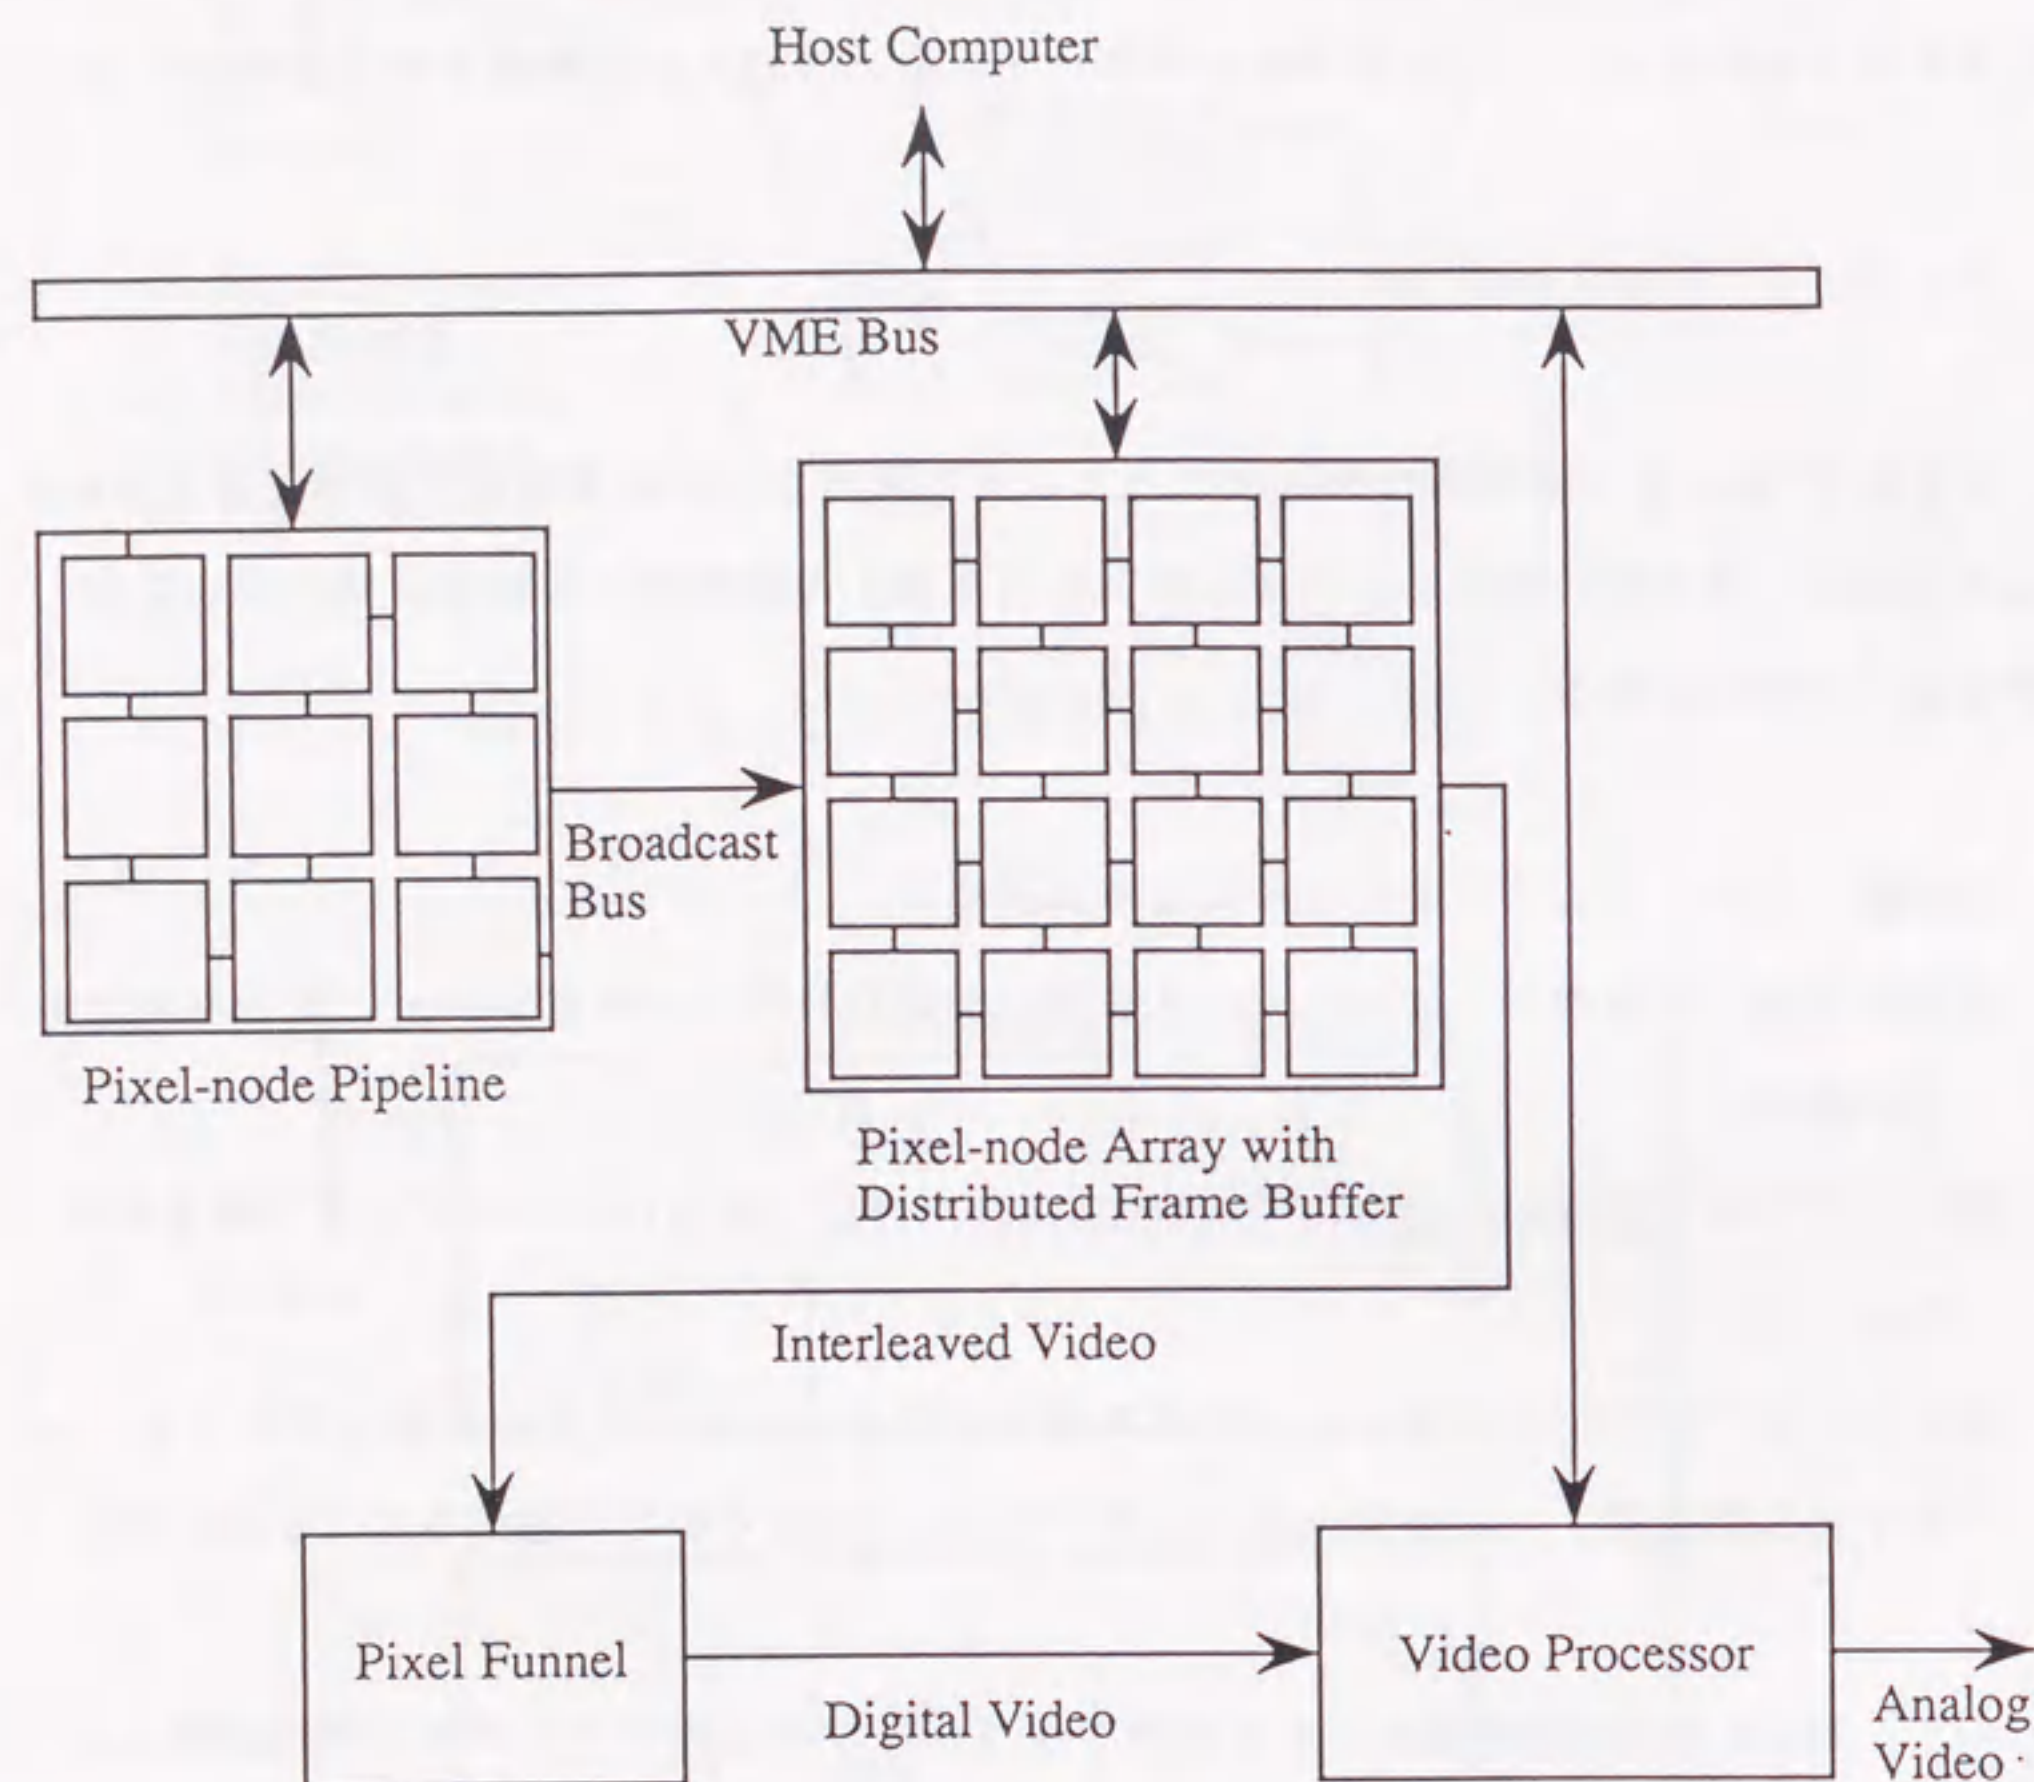 Host Computer
VME Bus
Broadcast
Bus
Pixel-node Pipeline
Pixel-node Array with
Distributed Frame Buffer
Interleaved Video
Pixel Funnel
Digital Video
Video Processor
Analog
Video